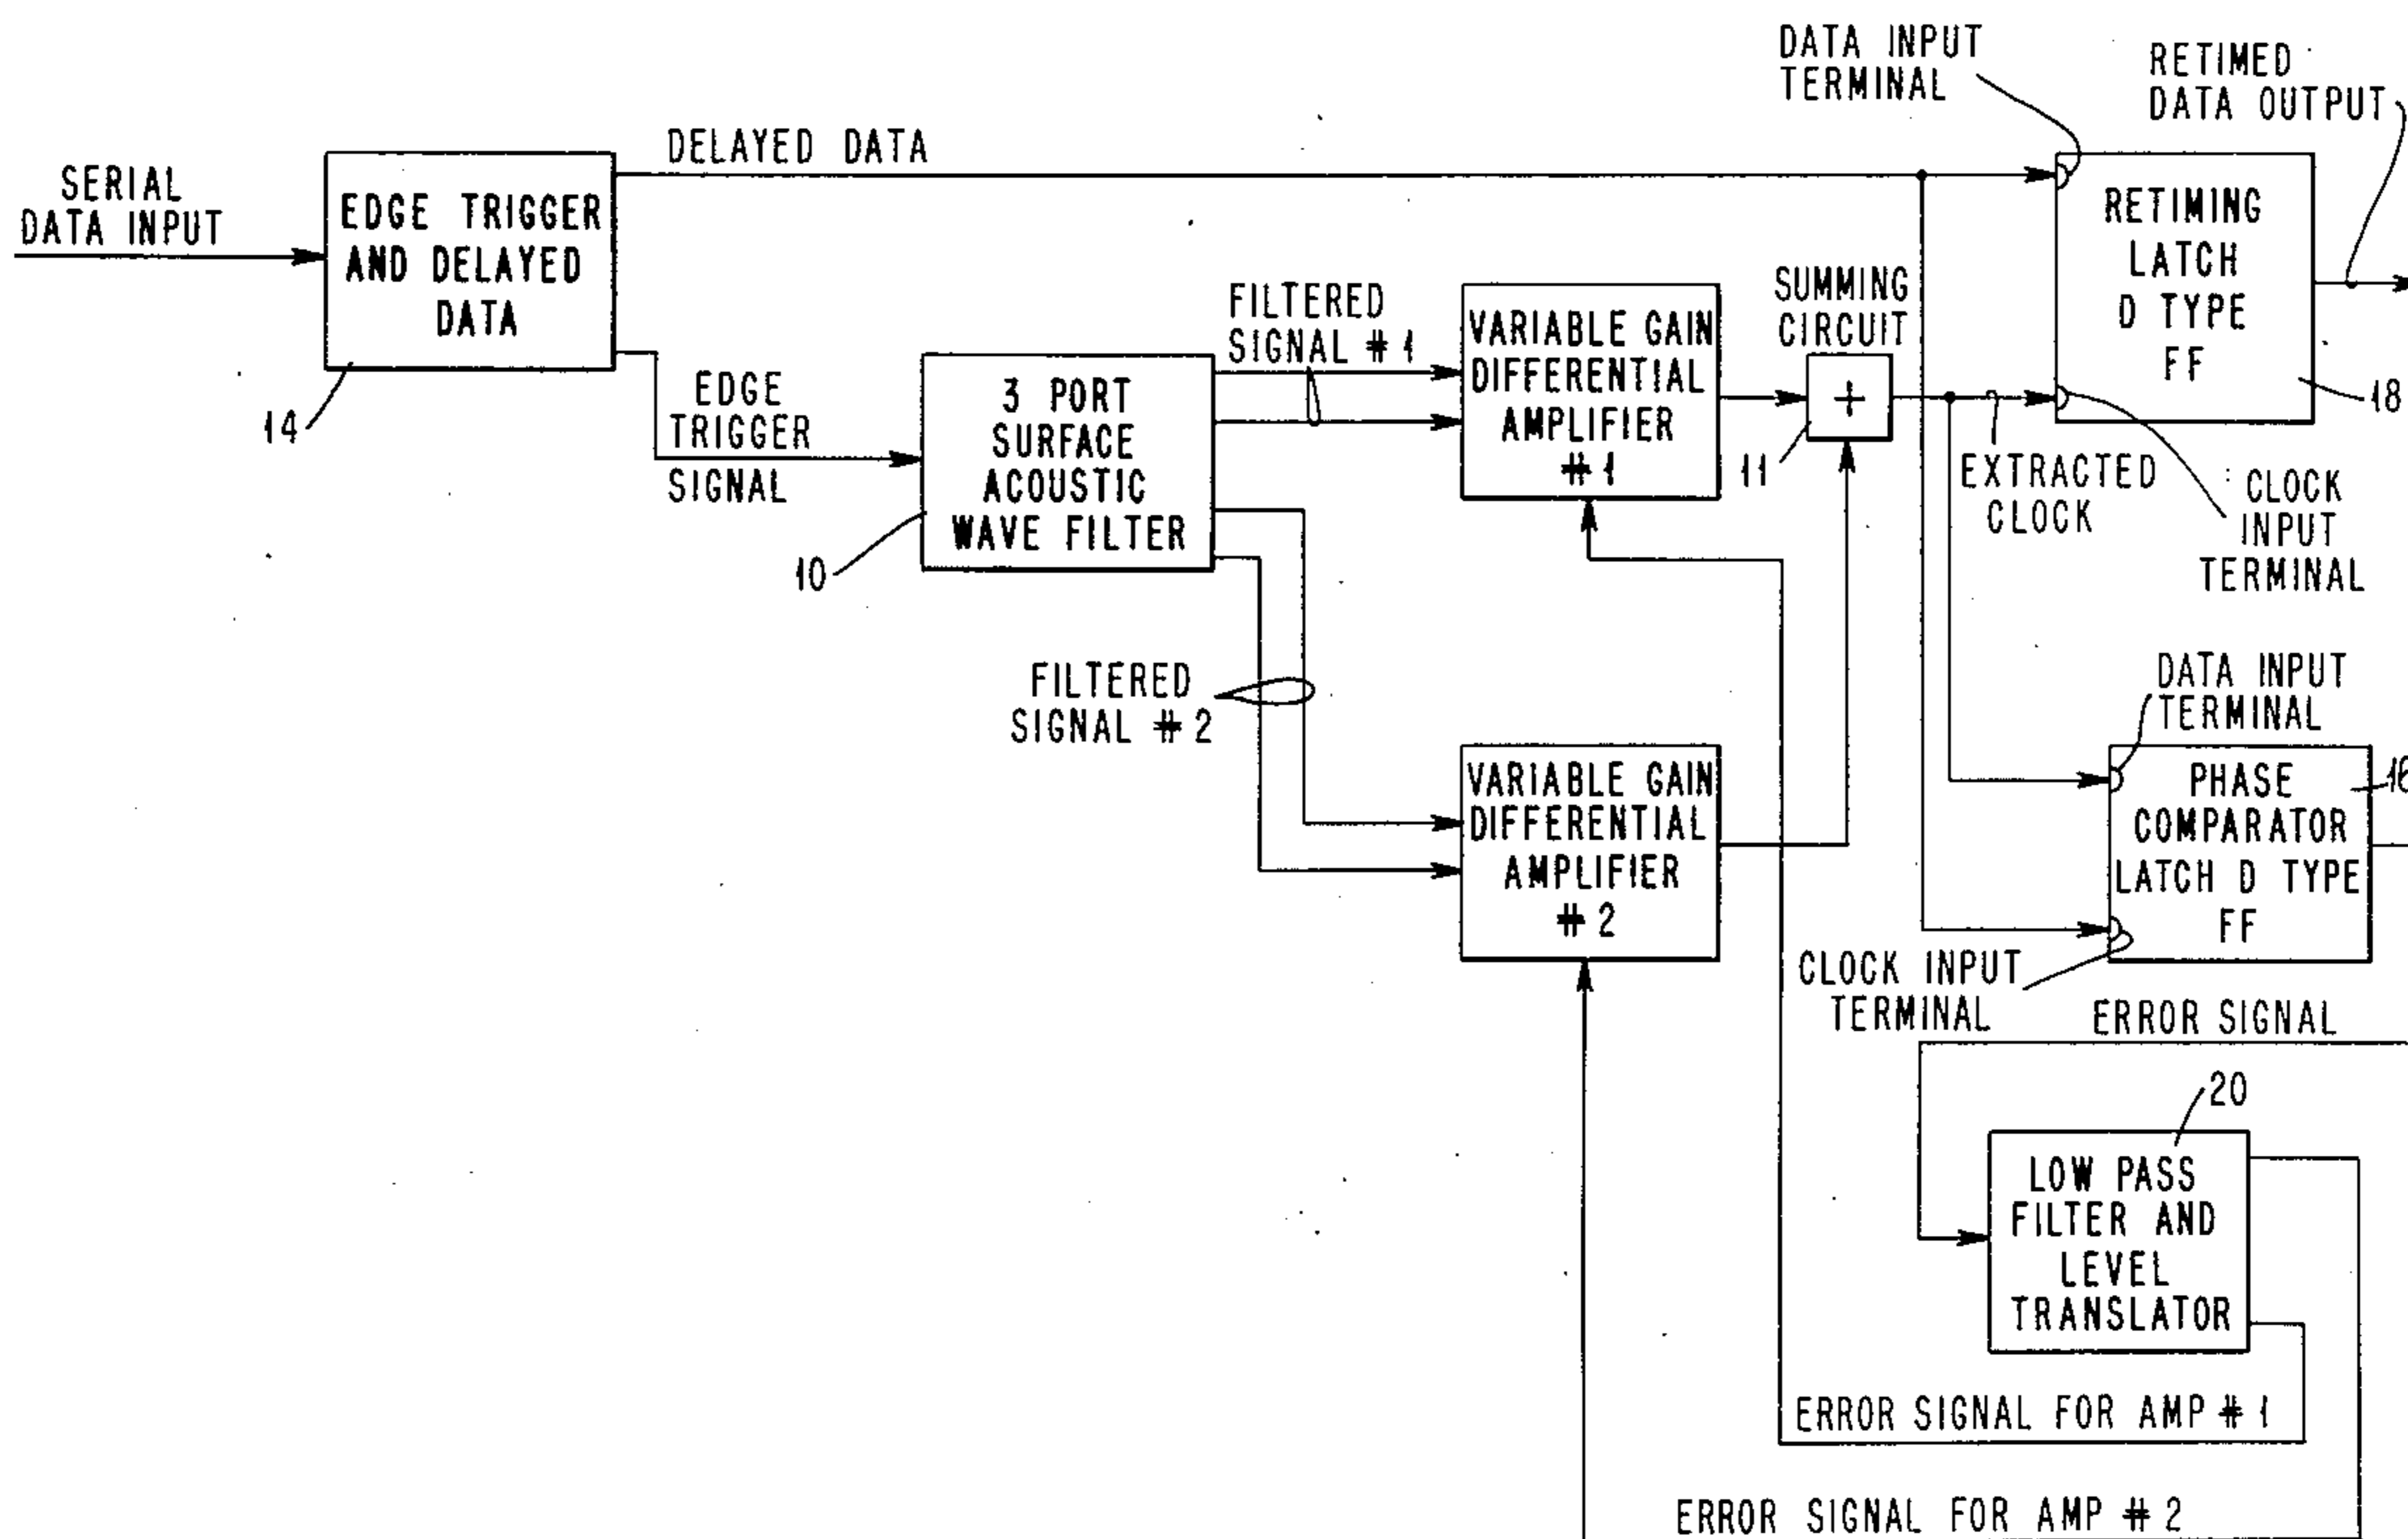 SERIAL
DATA INPUT
EDGE TRIGGER
AND DELAYED
DATA
14
DELAYED DATA
EDGE
TRIGGER
SIGNAL
3 PORT
SURFACE
ACOUSTIC
WAVE FILTER
10
FILTERED
SIGNAL # 1
FILTERED
SIGNAL # 2
VARIABLE GAIN
DIFFERENTIAL
AMPLIFIER
# 1
VARIABLE GAIN
DIFFERENTIAL
AMPLIFIER
# 2
SUMMING
CIRCUIT
+
11
DATA INPUT
TERMINAL
RETIMED
DATA OUTPUT
RETIMING
LATCH
D TYPE
FF
18
EXTRACTED
CLOCK
CLOCK
INPUT
TERMINAL
DATA INPUT
TERMINAL
PHASE
COMPARATOR
LATCH D TYPE
FF
16
CLOCK INPUT
TERMINAL
ERROR SIGNAL
20
LOW PASS
FILTER AND
LEVEL
TRANSLATOR
ERROR SIGNAL FOR AMP # 1
ERROR SIGNAL FOR AMP # 2